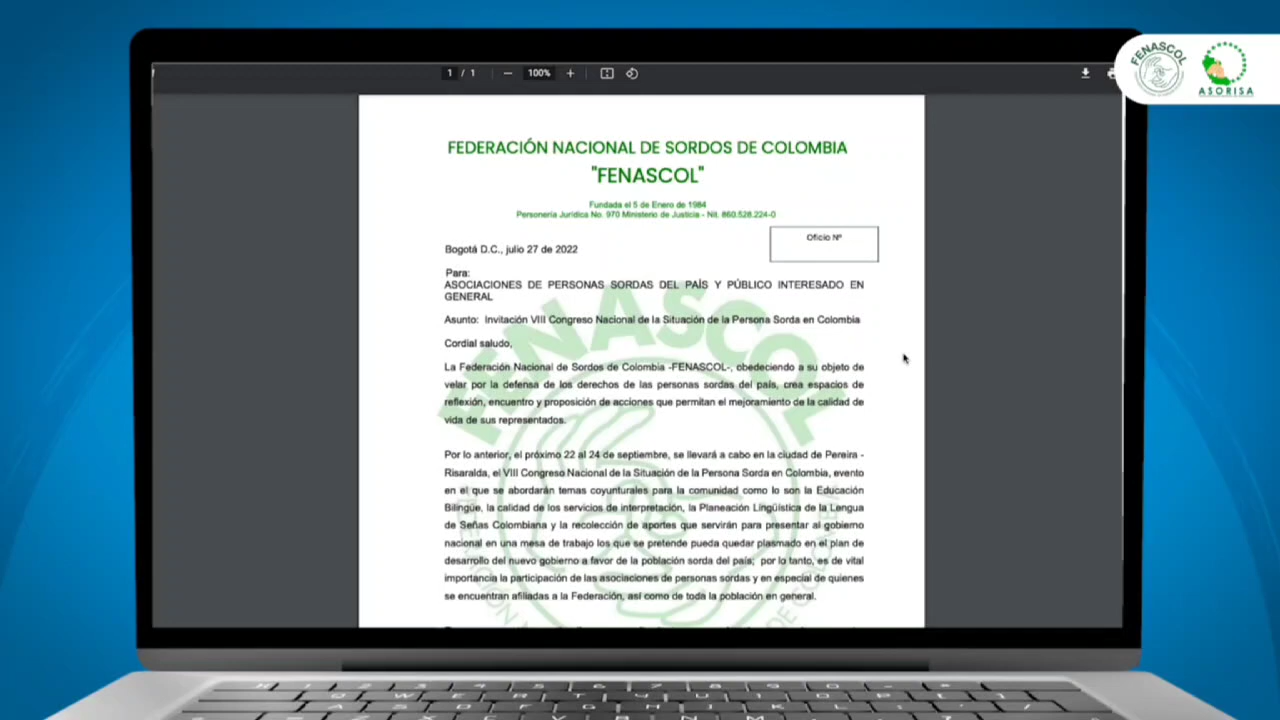 1 / 1
100%
FENASCOL
ASORISA
FEDERACIÓN NACIONAL DE SORDOS DE COLOMBIA
"FENASCOL"
Fundada el 5 de Enero de 1984
Personería Jurídica No. 970 Ministerio de Justicia - Nit. 860.528.224-0
Oficio Nº
Bogotá D.C., julio 27 de 2022
Para:
ASOCIACIONES DE PERSONAS SORDAS DEL PAÍS Y PÚBLICO INTERESADO EN
GENERAL
Asunto: Invitación VIII Congreso Nacional de la Situación de la Persona Sorda en Colombia
Cordial saludo,
La Federación Nacional de Sordos de Colombia -FENASCOL-, obedeciendo a su objeto de
velar por la defensa de los derechos de las personas sordas del país, crea espacios de
reflexión, encuentro y proposición de acciones que permitan el mejoramiento de la calidad de
vida de sus representados.
Por lo anterior, el próximo 22 al 24 de septiembre, se llevará a cabo en la ciudad de Pereira -
Risaralda, el VIII Congreso Nacional de la Situación de la Persona Sorda en Colombia, evento
en el que se abordarán temas coyunturales para la comunidad como lo son la Educación
Bilingüe, la calidad de los servicios de interpretación, la Planeación Lingüística de la Lengua
de Señas Colombiana y la recolección de aportes que servirán para presentar al gobierno
nacional en una mesa de trabajo los que se pretende pueda quedar plasmado en el plan de
desarrollo del nuevo gobierno a favor de la población sorda del país; por lo tanto, es de vital
importancia la participación de las asociaciones de personas sordas y en especial de quienes
se encuentran afiliadas a la Federación, así como de toda la población en general.
FENASCOL